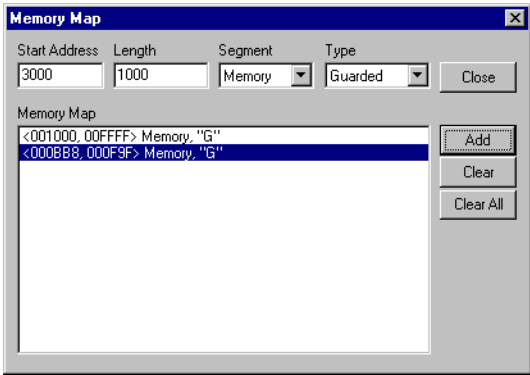 Memory Map
Start Address Length Segment Type
3000 1000 Memory Guarded Close
Memory Map
<001000, 00FFFF> Memory, "G"
<000BB8, 000F9F> Memory, "G"
Add
Clear
Clear All